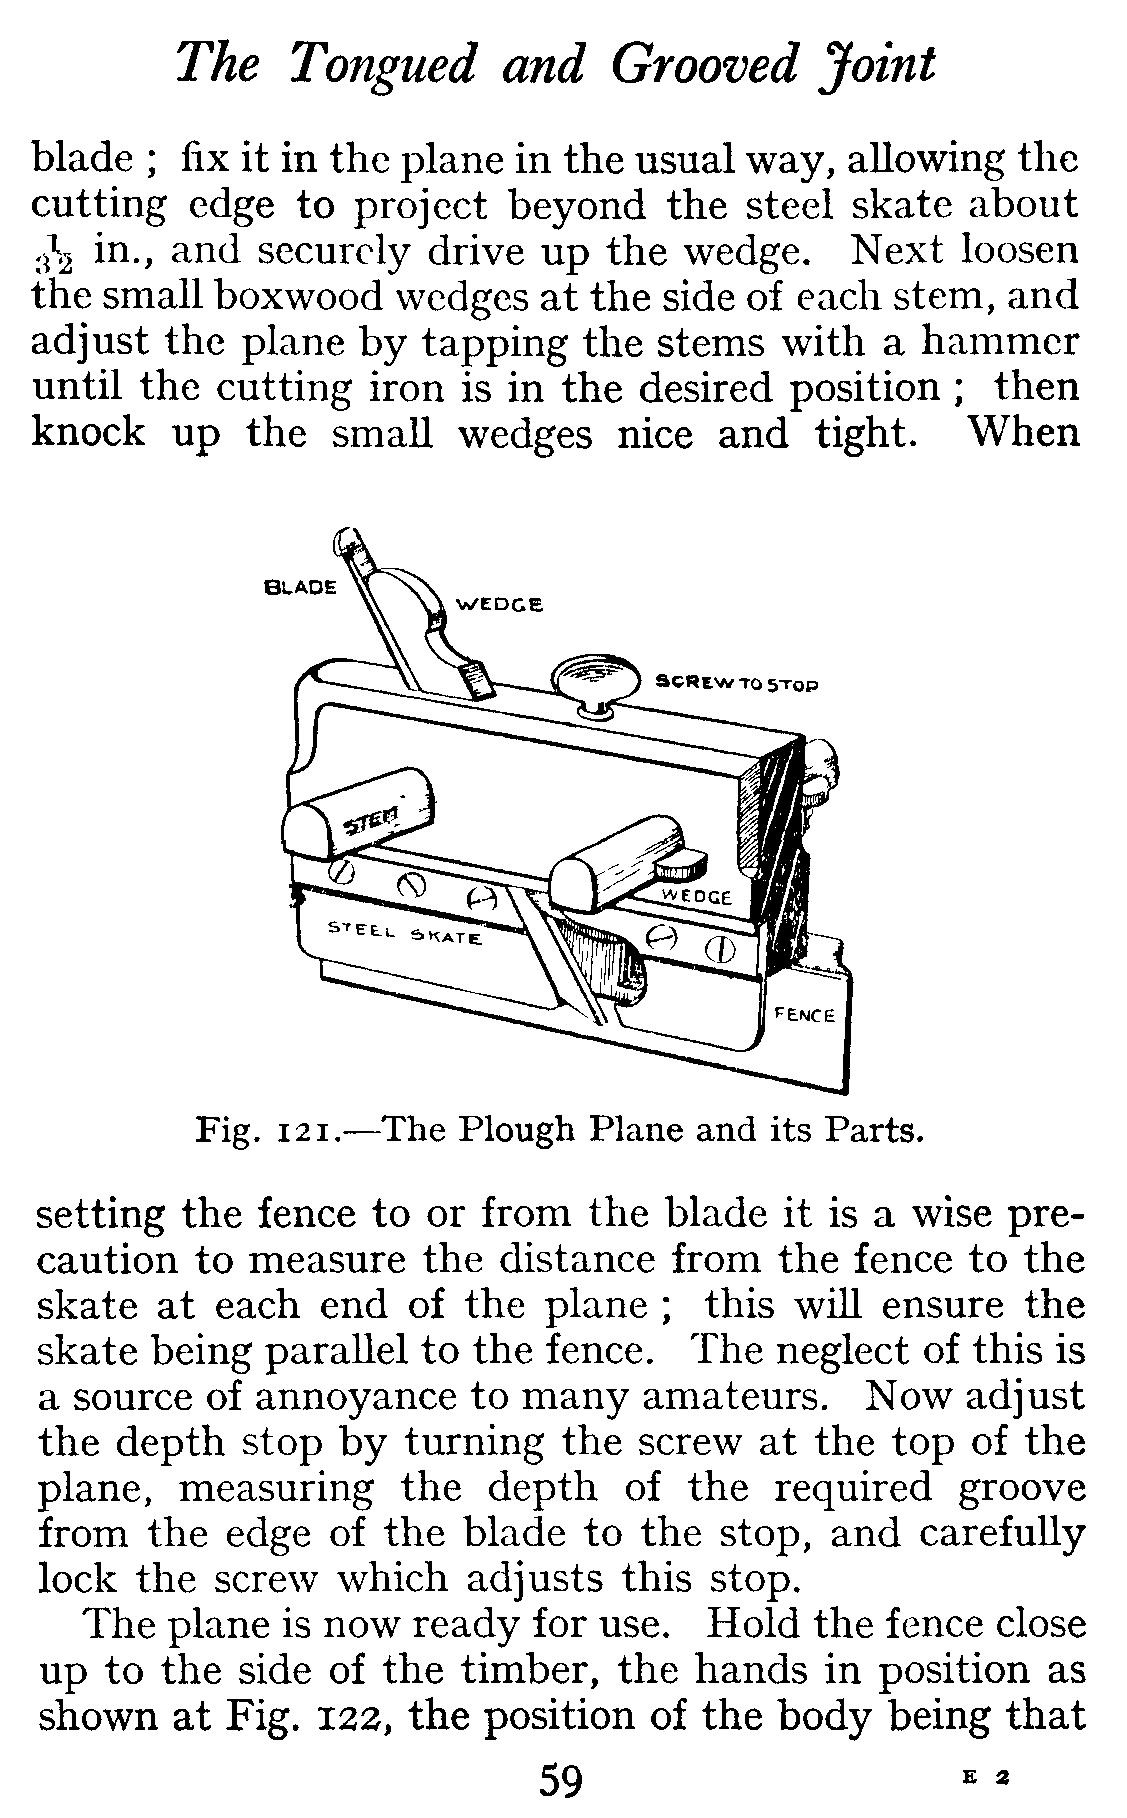 The Tongued and Grooved Joint
blade ; fix it in the plane in the usual way, allowing the
cutting edge to project beyond the steel skate about
1/32 in., and securely drive up the wedge. Next loosen
the small boxwood wedges at the side of each stem, and
adjust the plane by tapping the stems with a hammer
until the cutting iron is in the desired position ; then
knock up the small wedges nice and tight. When
BLADE
WEDGE
SCREW TO STOP
STEM
WEDGE
STEEL SKATE
FENCE
Fig. 121.—The Plough Plane and its Parts.
setting the fence to or from the blade it is a wise pre-
caution to measure the distance from the fence to the
skate at each end of the plane ; this will ensure the
skate being parallel to the fence. The neglect of this is
a source of annoyance to many amateurs. Now adjust
the depth stop by turning the screw at the top of the
plane, measuring the depth of the required groove
from the edge of the blade to the stop, and carefully
lock the screw which adjusts this stop.
The plane is now ready for use. Hold the fence close
up to the side of the timber, the hands in position as
shown at Fig. 122, the position of the body being that
59
E 2